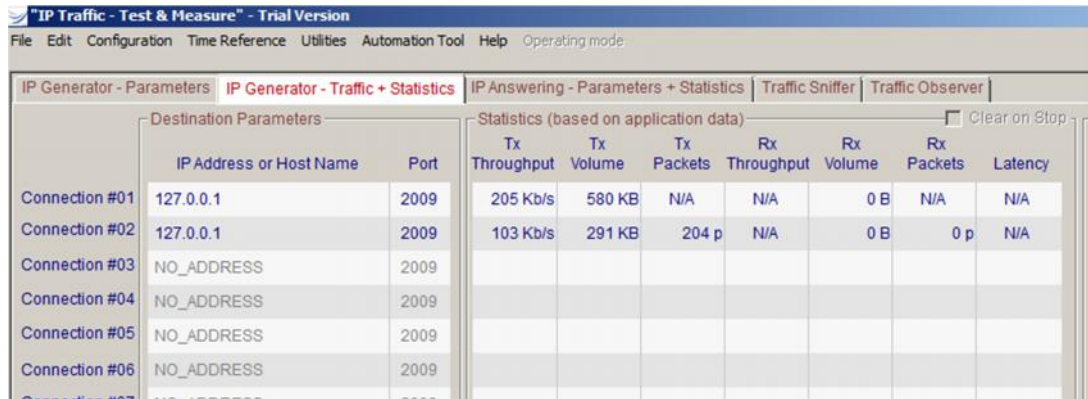 "IP Traffic - Test & Measure" - Trial Version
File Edit Configuration Time Reference Utilities Automation Tool Help Operating mode
IP Generator - Parameters IP Generator - Traffic + Statistics IP Answering - Parameters + Statistics Traffic Sniffer Traffic Observer
Destination Parameters Statistics (based on application data) Clear on Stop
IP Address or Host Name Port Tx Throughput Tx Volume Tx Packets Rx Throughput Rx Volume Rx Packets Latency
Connection #01 127.0.0.1 2009 205 Kb/s 580 KB N/A N/A 0 B N/A N/A
Connection #02 127.0.0.1 2009 103 Kb/s 291 KB 204 p N/A 0 B 0 p N/A
Connection #03 NO_ADDRESS 2009
Connection #04 NO_ADDRESS 2009
Connection #05 NO_ADDRESS 2009
Connection #06 NO_ADDRESS 2009